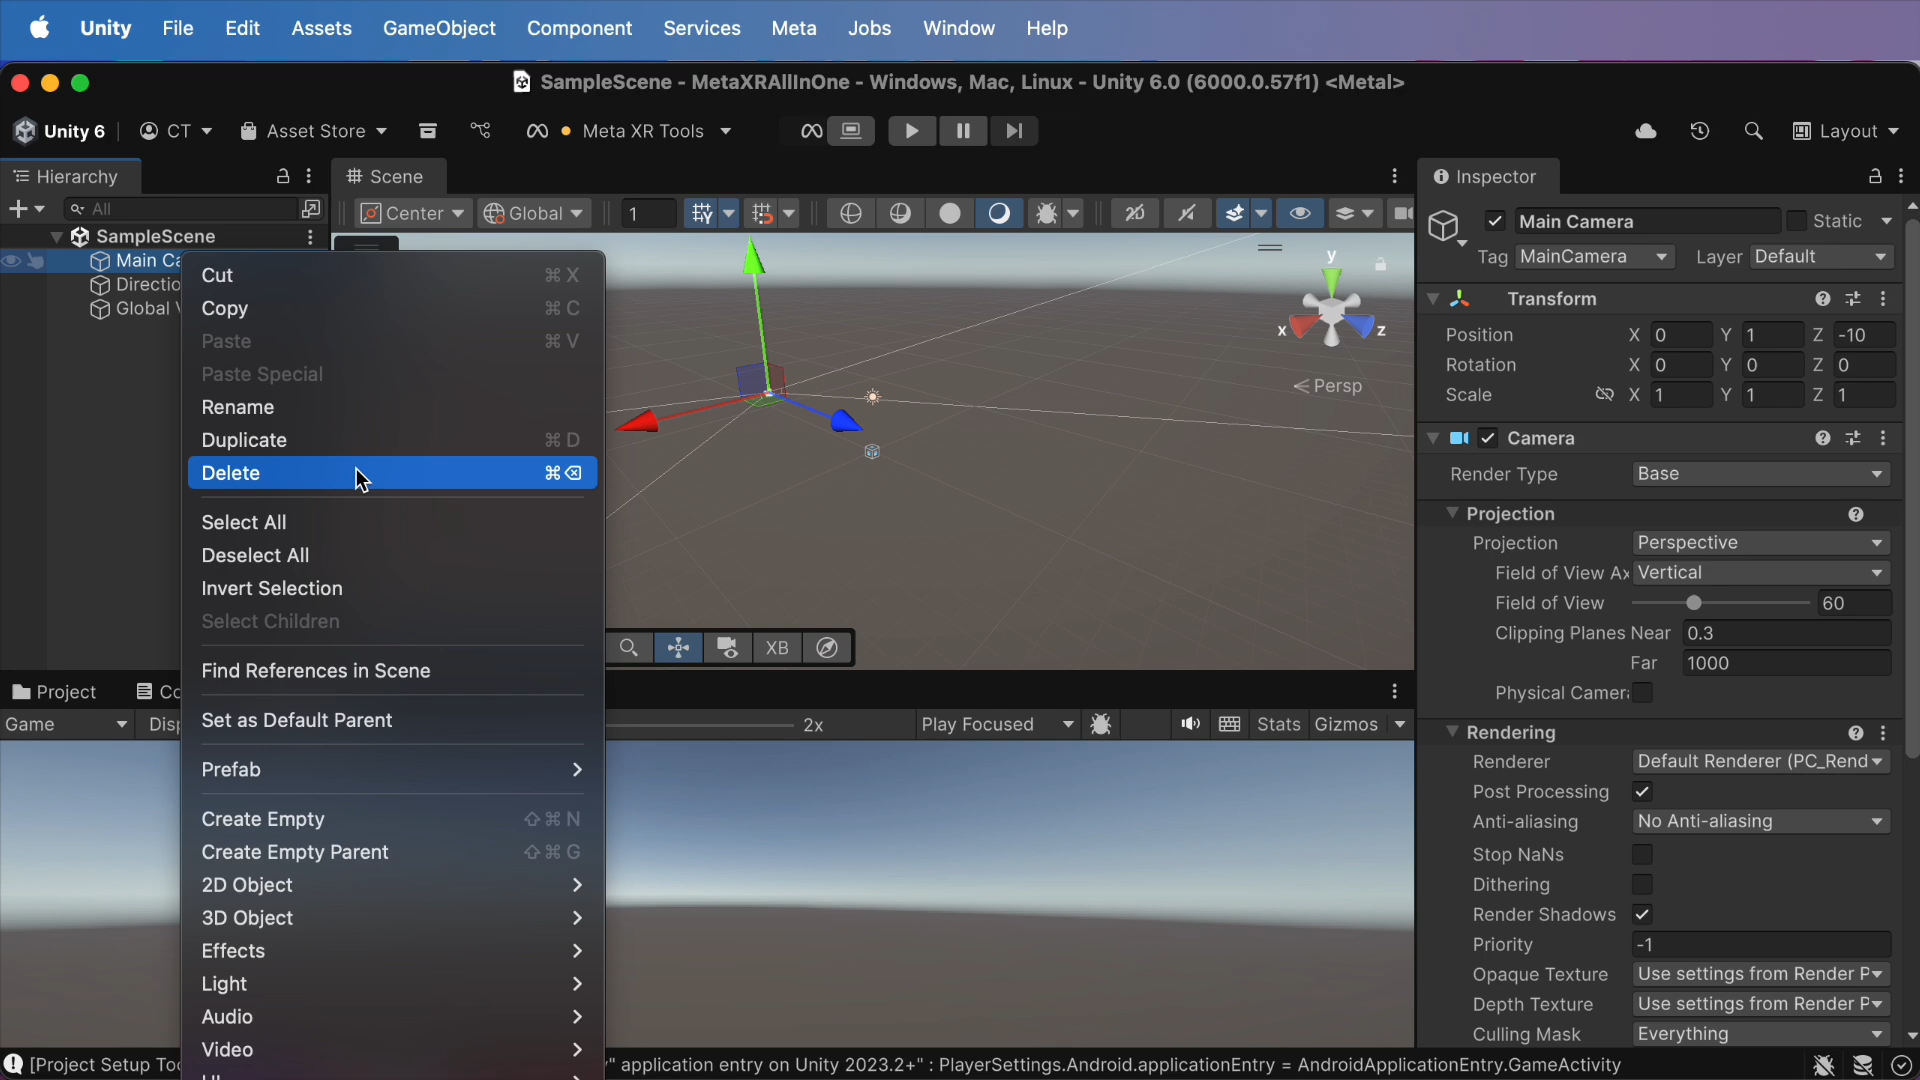 Unity File Edit Assets GameObject Component Services Meta Jobs Window Help
SampleScene - MetaXRAllInOne - Windows, Mac, Linux - Unity 6.0 (6000.0.57f1) <Metal>
Unity 6 CT Asset Store Meta XR Tools Layout
Hierarchy
Scene
Inspector
All
Center Global 1
2D
Main Camera Static
Tag MainCamera Layer Default
SampleScene
Main Ca
Directio
Global V
Cut ⌘ X
Copy ⌘ C
Paste ⌘ V
Paste Special
Rename
Duplicate ⌘ D
Delete ⌘⌫
Select All
Deselect All
Invert Selection
Select Children
Find References in Scene
Set as Default Parent
Prefab
Create Empty ⇧ ⌘ N
Create Empty Parent ⇧ ⌘ G
2D Object
3D Object
Effects
Light
Audio
Video
y
x z
Persp
XB
Transform
Position X 0 Y 1 Z -10
Rotation X 0 Y 0 Z 0
Scale X 1 Y 1 Z 1
Camera
Render Type Base
Projection
Projection Perspective
Field of View Ax Vertical
Field of View 60
Clipping Planes Near 0.3
Far 1000
Physical Camer
Rendering
Renderer Default Renderer (PC_Rend
Post Processing
Anti-aliasing No Anti-aliasing
Stop NaNs
Dithering
Render Shadows
Priority -1
Opaque Texture Use settings from Render P
Depth Texture Use settings from Render P
Culling Mask Everything
Project Co
Game Disp 2x Play Focused Stats Gizmos
[Project Setup Too " application entry on Unity 2023.2+" : PlayerSettings.Android.applicationEntry = AndroidApplicationEntry.GameActivity